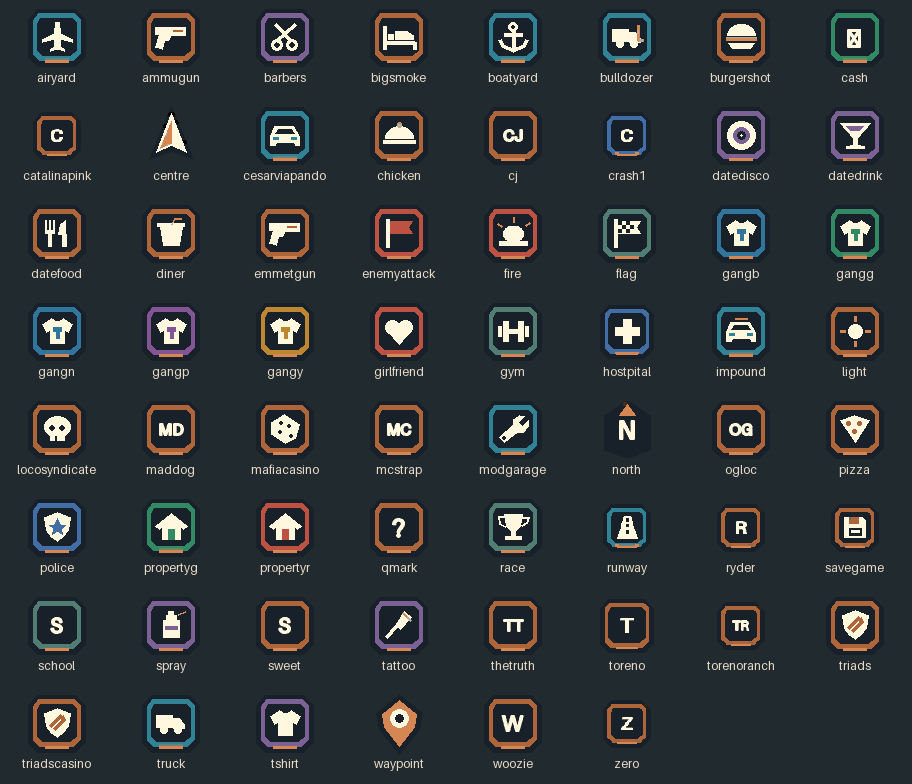 airyard ammugun barbers bigsmoke boatyard bulldozer burgershot cash
C C CJ
catalinapink centre cesarviapando chicken cj crash1 datedisco datedrink
T T
datefood diner emmetgun enemyattack fire flag gangb gangg
T T T
gangn gangp gangy girlfriend gym hostpital impound light
MD MC N OG
locosyndicate maddog mafiacasino mcstrap modgarage north ogloc pizza
? R
police propertyg propertyr qmark race runway ryder savegame
S S TT T TR
school spray sweet tattoo thetruth toreno torenoranch triads
W Z
triadscasino truck tshirt waypoint woozie zero